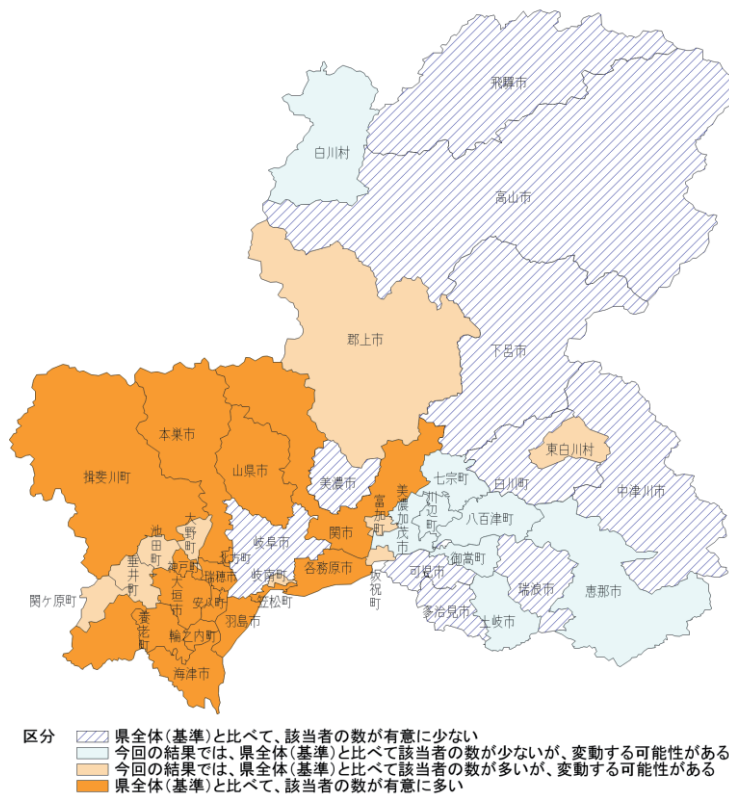 飛騨市
白川村
高山市
郡上市
下呂市
本巣市
東白川村
揖斐川町
山県市
七宗町
白川町
中津川市
美濃市
美濃加茂市
川辺町
富加町
八百津町
大野町
池田町
関市
岐阜市
御嵩町
北方町
垂井町
神戸町
瑞穂市
各務原市
坂祝町
可児市
恵那市
岐南町
大垣市
瑞浪市
関ケ原町
安八町
笠松町
多治見市
羽島市
土岐市
養老町
輪之内町
海津市
区分
県全体(基準)と比べて、該当者の数が有意に少ない
今回の結果では、県全体(基準)と比べて該当者の数が少ないが、変動する可能性がある
今回の結果では、県全体(基準)と比べて該当者の数が多いが、変動する可能性がある
県全体(基準)と比べて、該当者の数が有意に多い